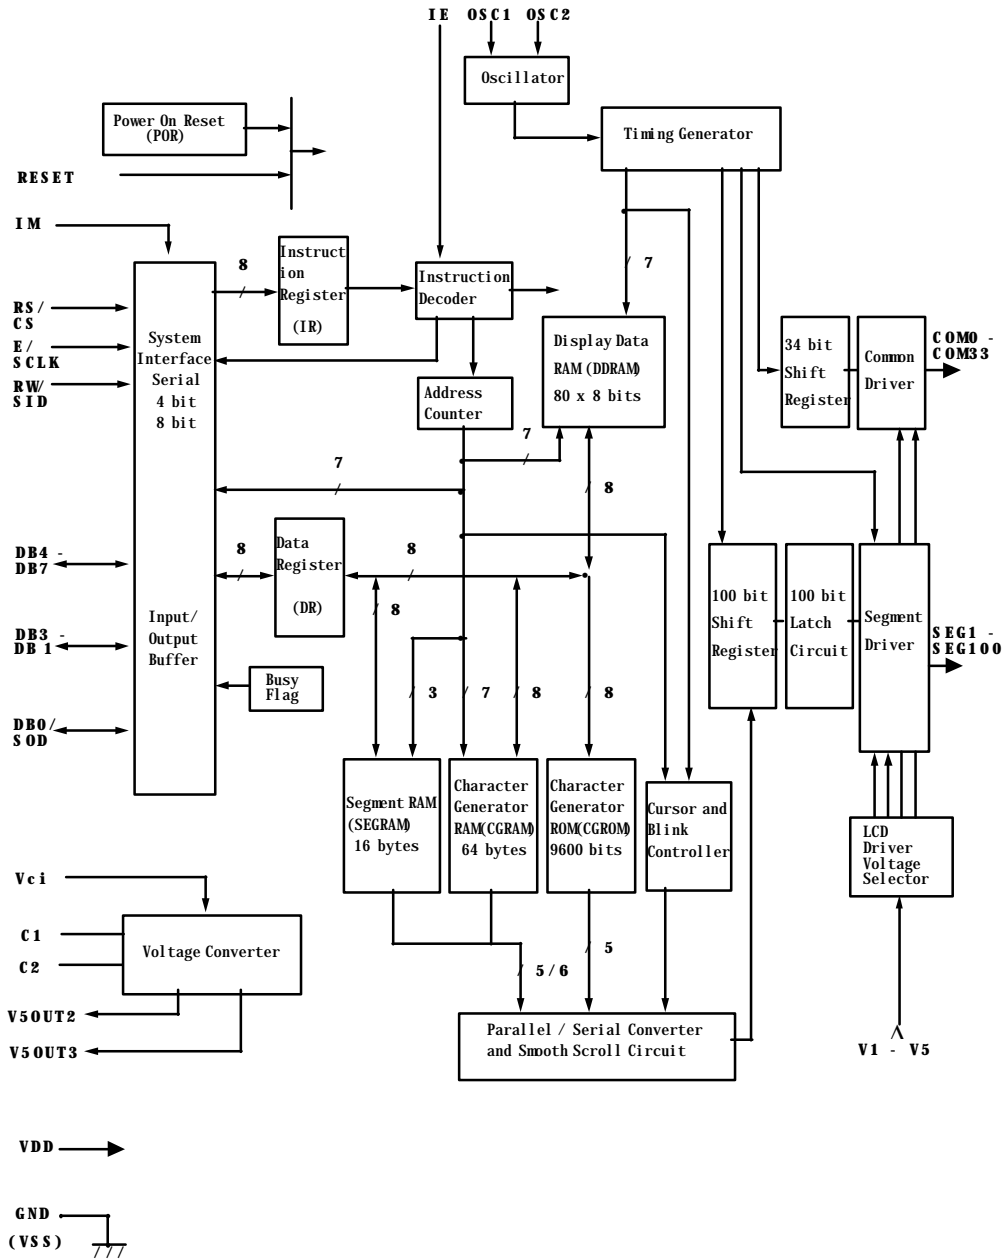 IE OSC1 OSC2
Oscillator
Power On Reset
(POR)
Timing Generator
RESET
IM
8
Instruct
ion
Register
(IR)
Instruction
Decoder
7
RS/
CS
E/
SCLK
RW/
SID
System
Interface
Serial
4 bit
8 bit
Display Data
RAM (DDRAM)
80 x 8 bits
34 bit
Shift
Register
Common
Driver
COM0 -
COM33
Address
Counter
7
7
8
DB4 -
DB7
8
Data
Register
(DR)
8
8
100 bit
Shift
Register
100 bit
Latch
Circuit
Segment
Driver
SEG1 -
SEG100
DB3 -
DB1
Input/
Output
Buffer
Busy
Flag
3
7
8
8
DB0/
SOD
Segment RAM
(SEGRAM)
16 bytes
Character
Generator
RAM(CGRAM)
64 bytes
Character
Generator
ROM(CGROM)
9600 bits
Cursor and
Blink
Controller
LCD
Driver
Voltage
Selector
Vci
C1
C2
Voltage Converter
5/6
5
V5OUT2
V5OUT3
Parallel / Serial Converter
and Smooth Scroll Circuit
V1 - V5
VDD
GND
(VSS)